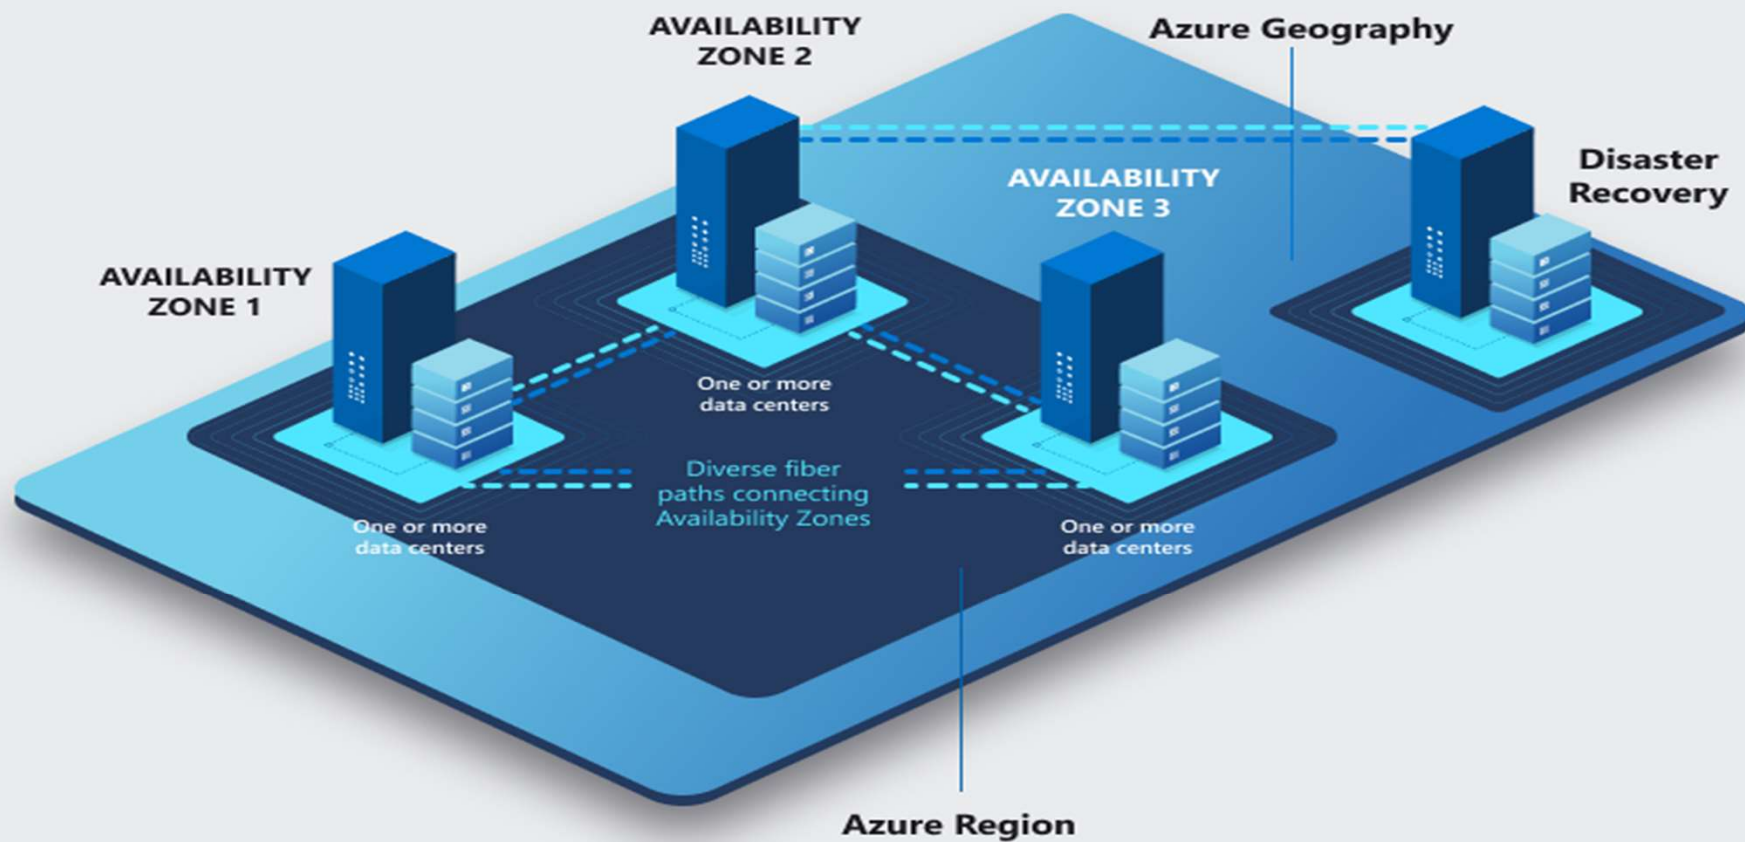 AVAILABILITY
ZONE 2
Azure Geography
Disaster
Recovery
AVAILABILITY
ZONE 3
AVAILABILITY
ZONE 1
One or more
data centers
Diverse fiber
paths connecting
Availability Zones
One or more
data centers
One or more
data centers
Azure Region